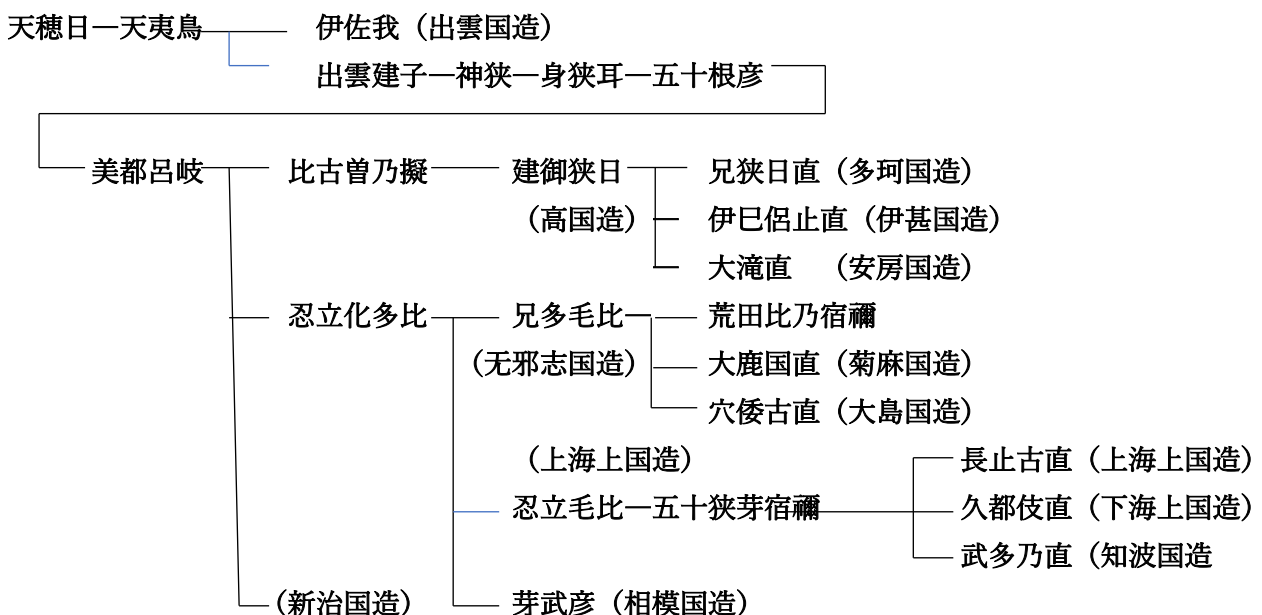 天穂日―天夷鳥 伊佐我（出雲国造）
出雲建子―神狭―身狭耳―五十根彦
美都呂岐 比古曽乃擬 建御狭日 兄狭日直（多珂国造）
（高国造） 伊巳侶止直（伊甚国造）
大滝直 （安房国造）
忍立化多比 兄多毛比 荒田比乃宿禰
（无邪志国造） 大鹿国直（菊麻国造）
穴倭古直（大島国造）
（上海上国造） 長止古直（上海上国造）
忍立毛比―五十狭芽宿禰 久都伎直（下海上国造）
武多乃直（知波国造
（新治国造） 芽武彦（相模国造）